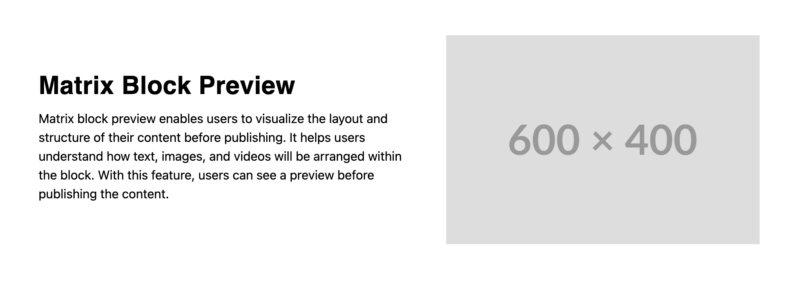 Matrix Block Preview
Matrix block preview enables users to visualize the layout and
structure of their content before publishing. It helps users
understand how text, images, and videos will be arranged within
the block. With this feature, users can see a preview before
publishing the content.
600 × 400